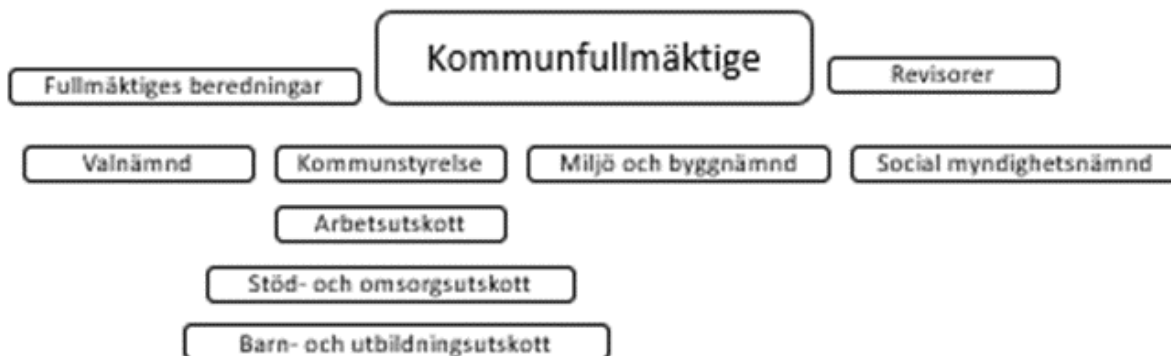 Kommunfullmäktige
Fullmäktiges beredningar
Revisorer
Valnämnd
Kommunstyrelse
Miljö och byggnämnd
Social myndighetsnämnd
Arbetsutskott
Stöd- och omsorgsutskott
Barn- och utbildningsutskott